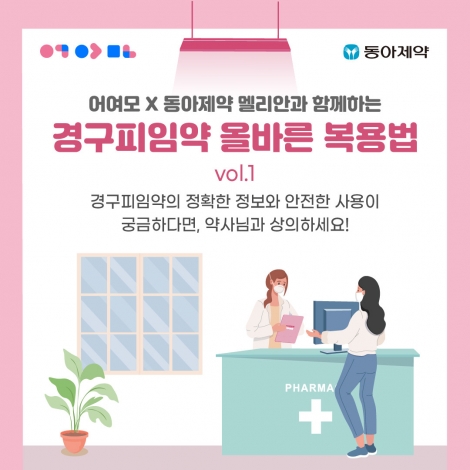 동아제약
어여모 X 동아제약 멜리안과 함께하는
경구피임약 올바른 복용법
vol.1
경구피임약의 정확한 정보와 안전한 사용이
궁금하다면, 약사님과 상의하세요!
PHARMA